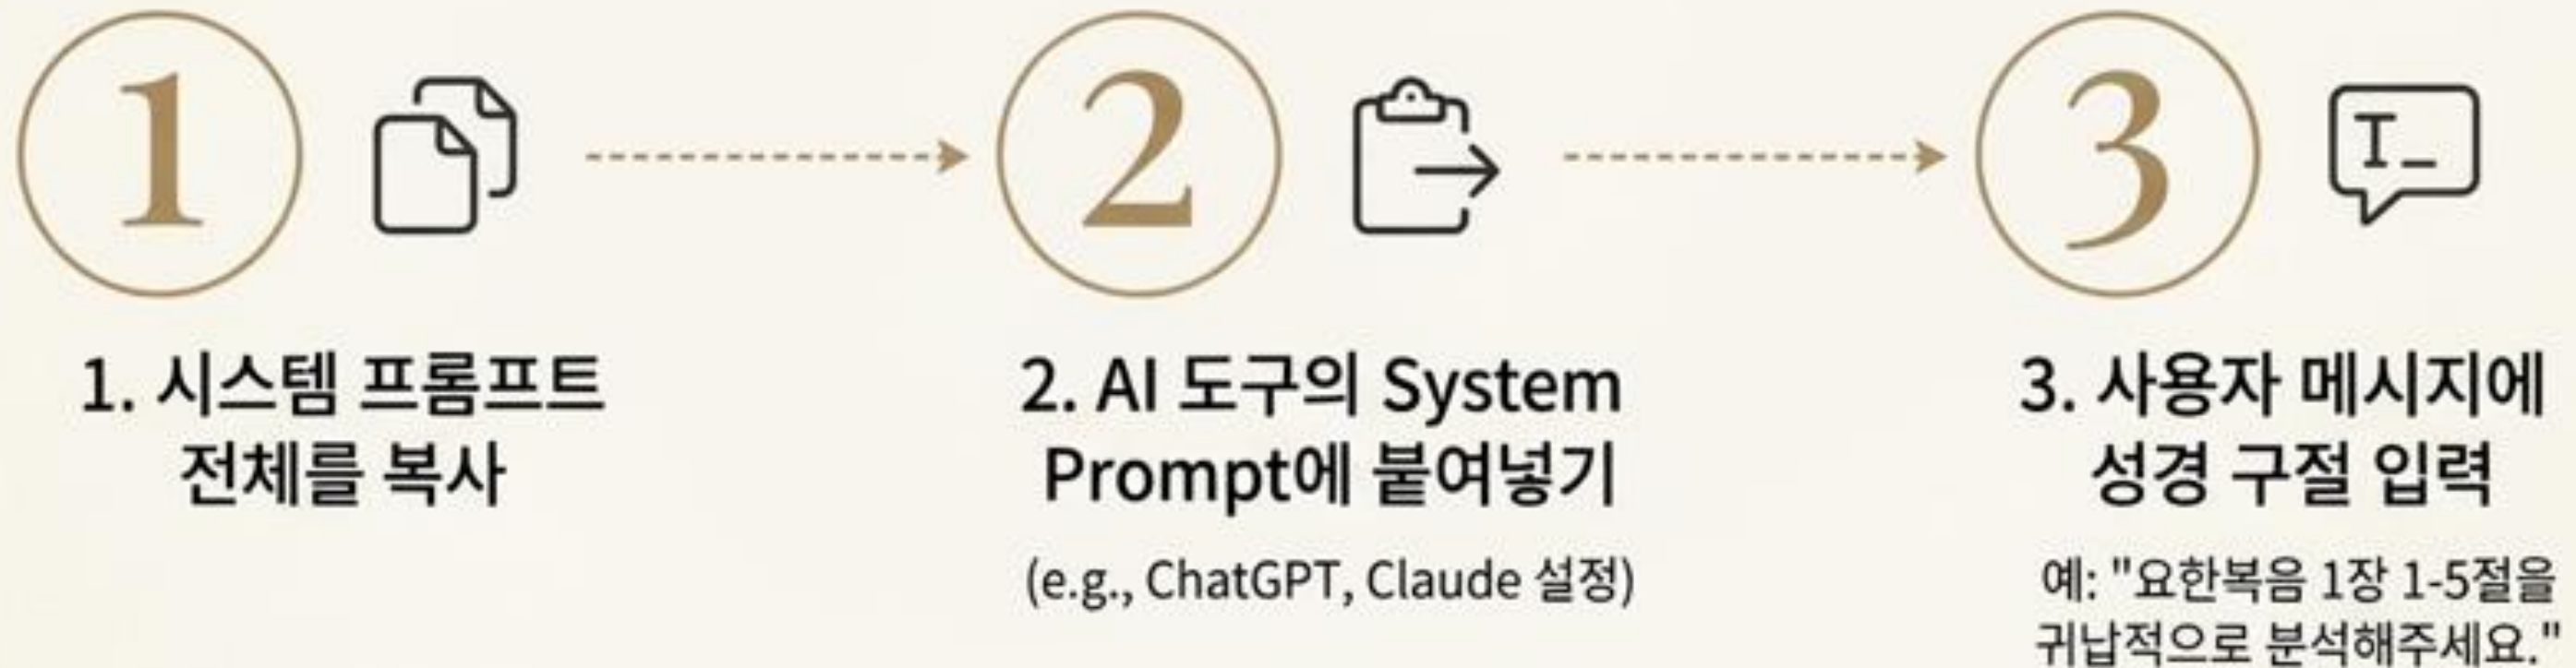 1
2
3
T_
1. 시스템 프롬프트
전체를 복사
2. AI 도구의 System
Prompt에 붙여넣기
(e.g., ChatGPT, Claude 설정)
3. 사용자 메시지에
성경 구절 입력
예: "요한복음 1장 1-5절을
귀납적으로 분석해주세요."